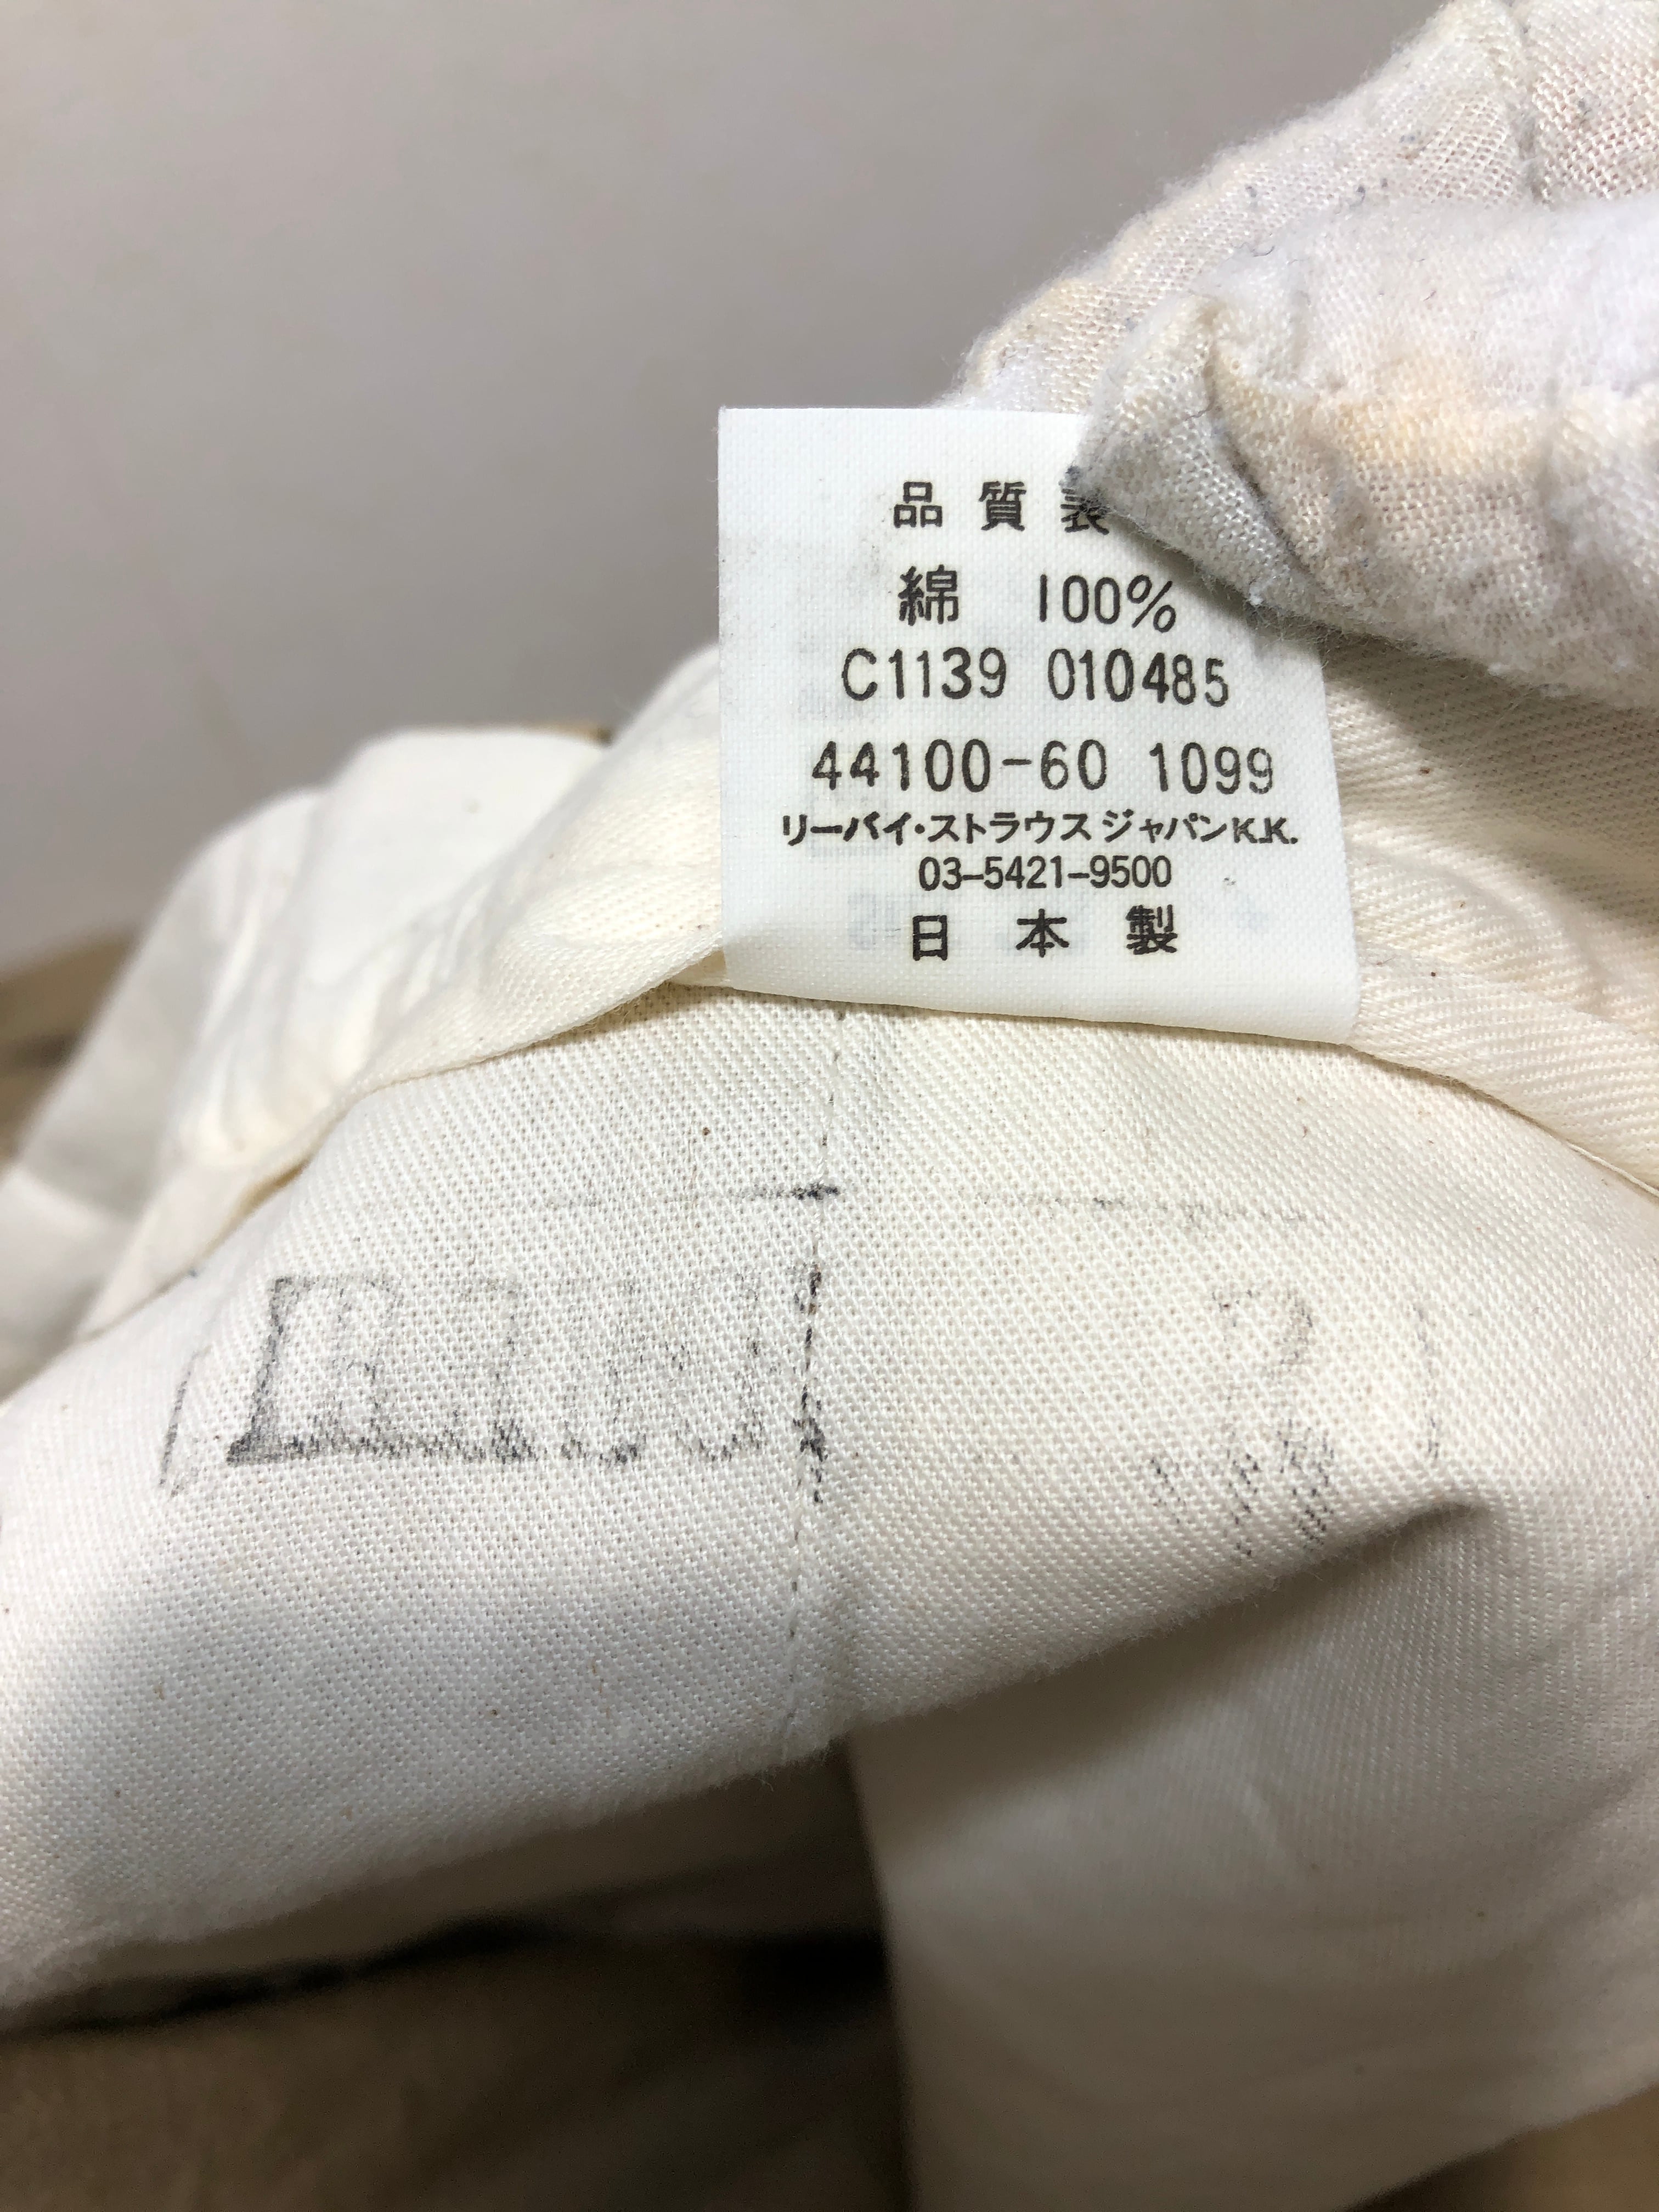 品質表
綿 100%
C1139 010485
44100-60 1099
リーバイ・ストラウス ジャパンK.K.
03-5421-9500
日本製